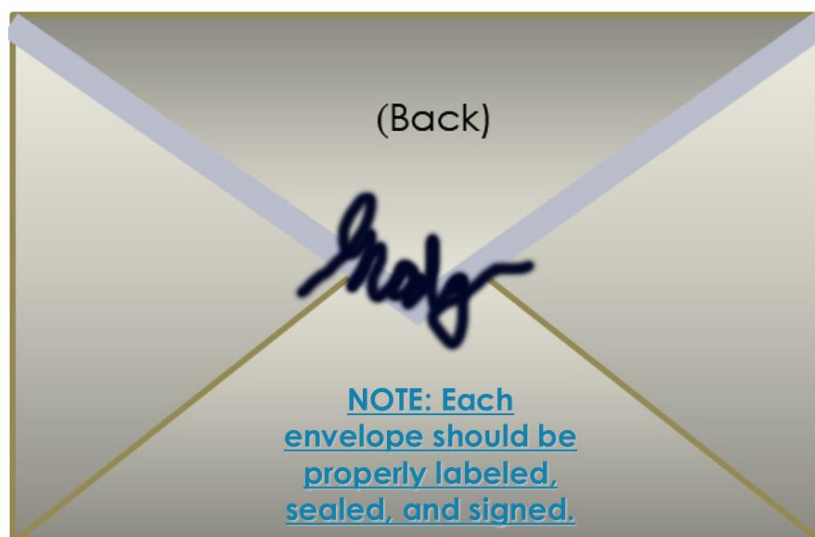 (Back)
NOTE: Each
envelope should be
properly labeled,
sealed, and signed.